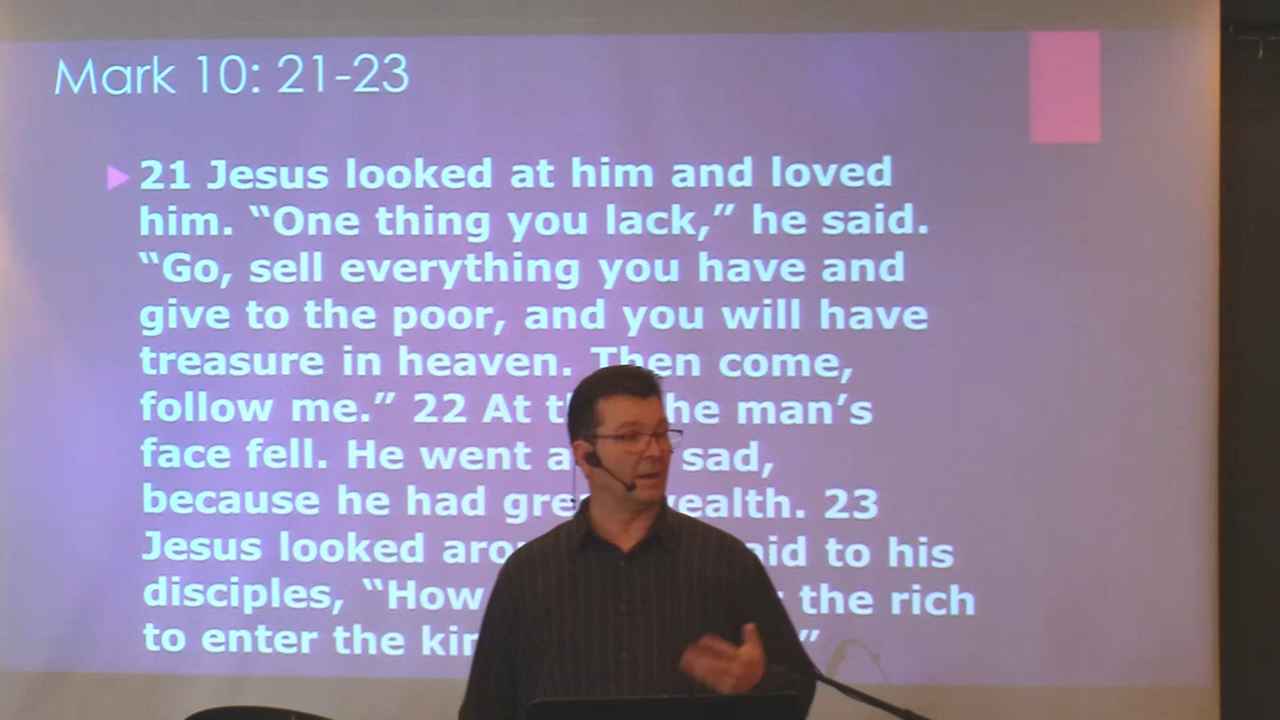 Mark 10: 21-23
21 Jesus looked at him and loved
him. “One thing you lack,” he said.
“Go, sell everything you have and
give to the poor, and you will have
treasure in heaven. Then come,
follow me.” 22 At the man’s
face fell. He went sad,
because he had great wealth. 23
Jesus looked said to his
disciples, “How the rich
to enter the ”